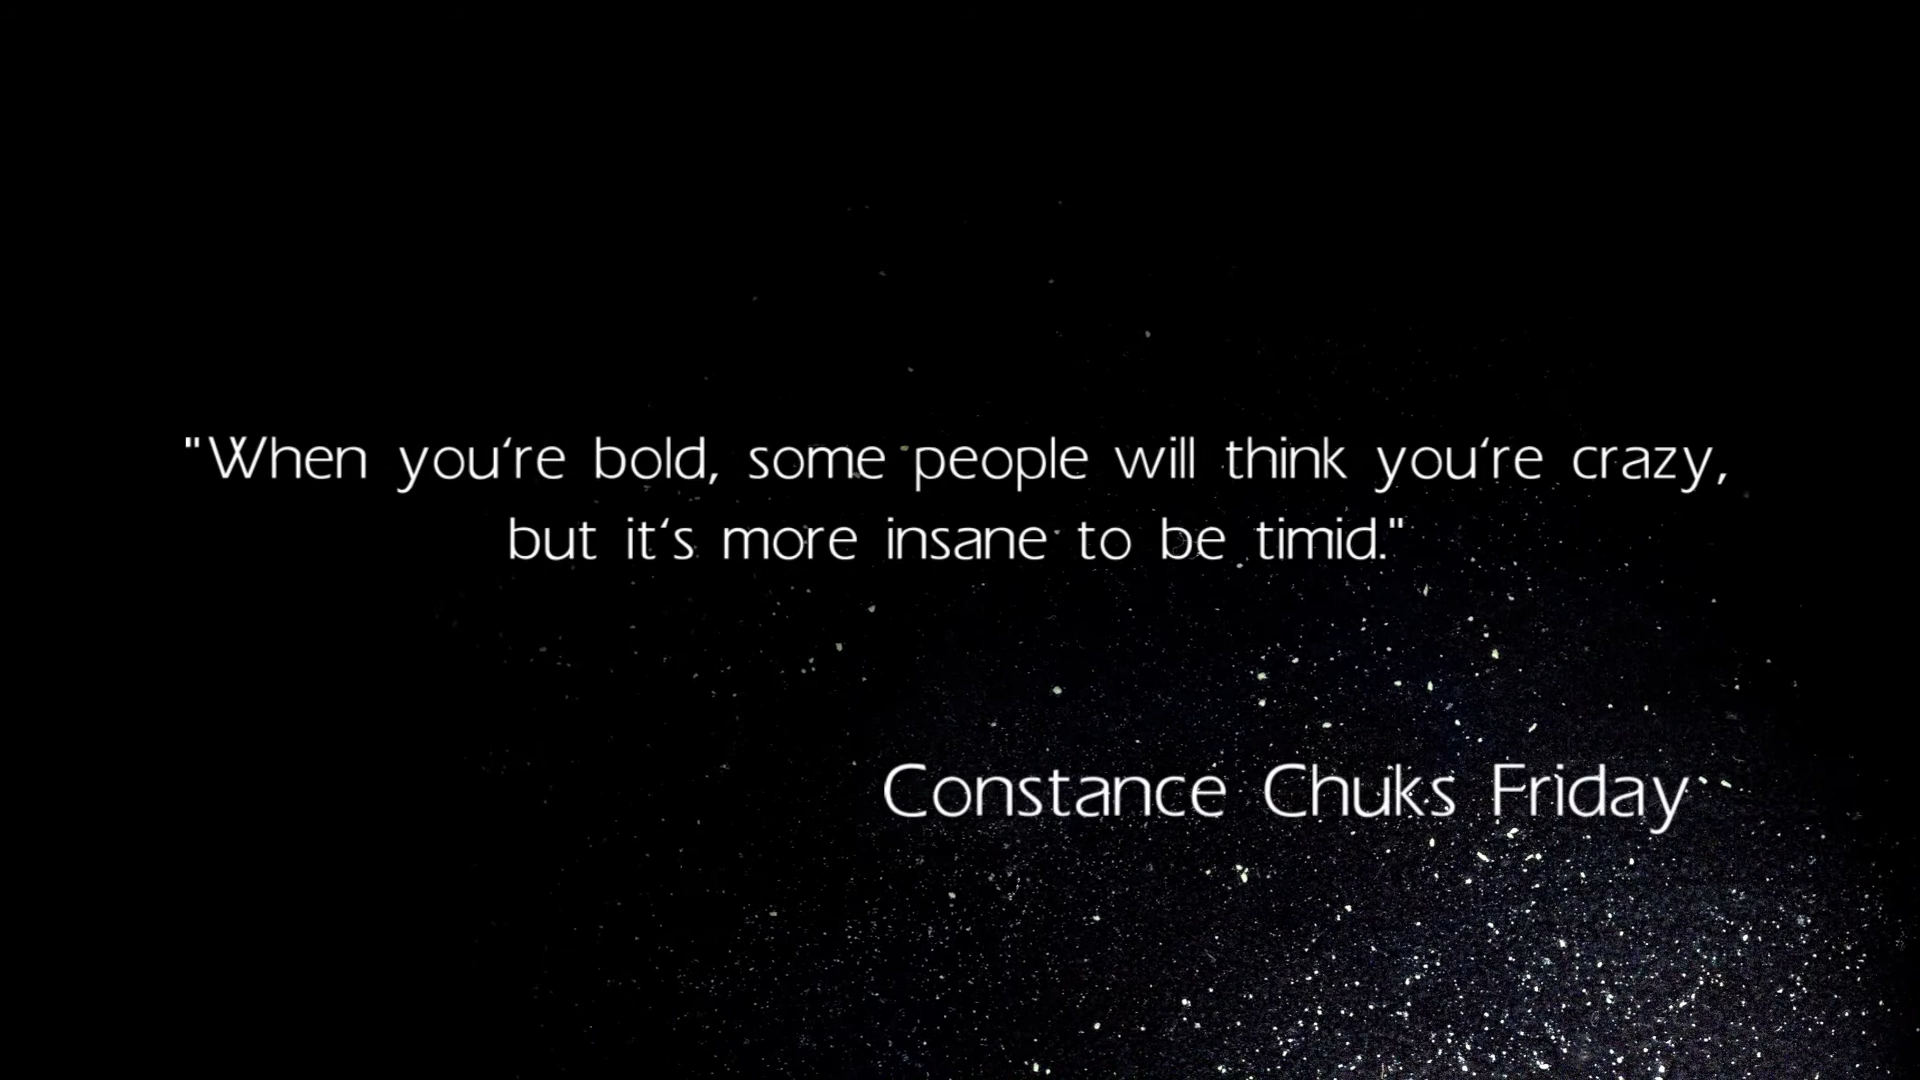 "When you‘re bold, some people will think you‘re crazy,
but it‘s more insane to be timid."
Constance Chuks Friday